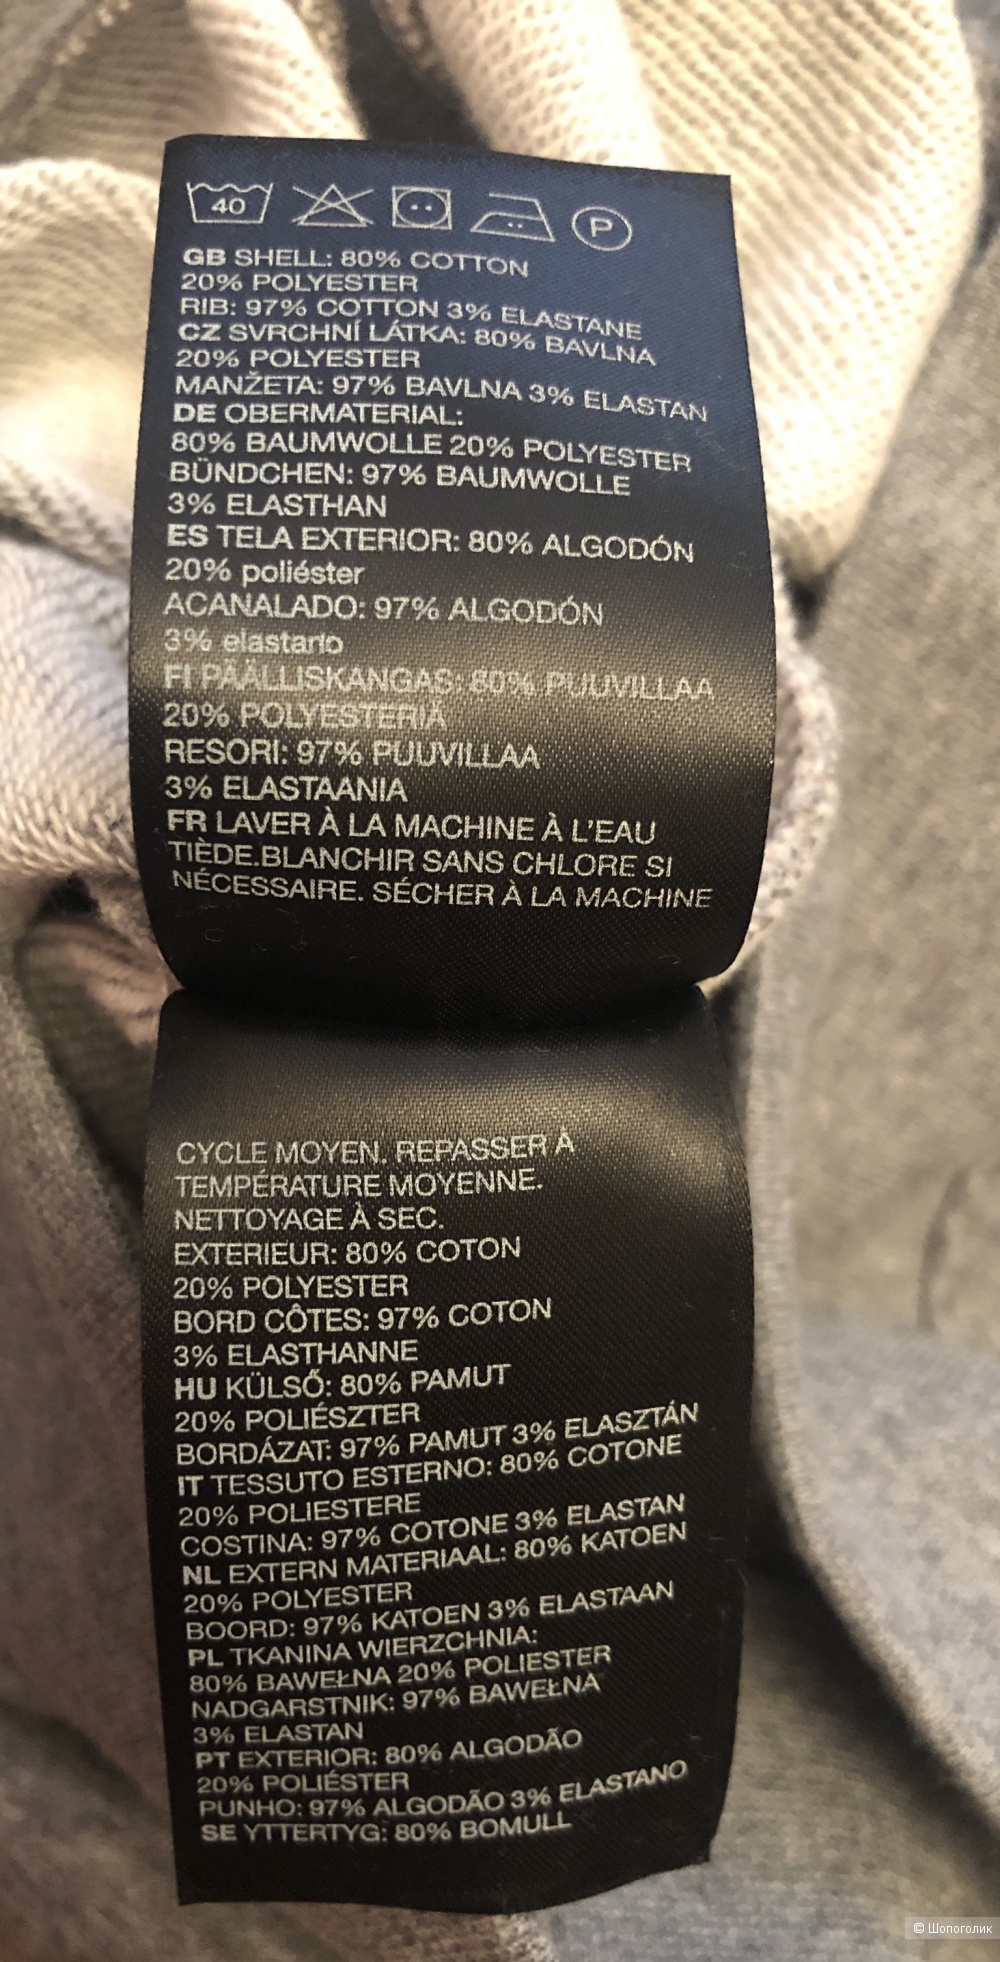 40
P
GB SHELL: 80% COTTON
20% POLYESTER
RIB: 97% COTTON 3% ELASTANE
CZ SVRCHNÍ LÁTKA: 80% BAVLNA
20% POLYESTER
MANŽETA: 97% BAVLNA 3% ELASTAN
DE OBERMATERIAL:
80% BAUMWOLLE 20% POLYESTER
BÜNDCHEN: 97% BAUMWOLLE
3% ELASTHAN
ES TELA EXTERIOR: 80% ALGODÓN
20% poliéster
ACANALADO: 97% ALGODÓN
3% elastano
FI PÄÄLLISKANGAS: 80% PUUVILLAA
20% POLYESTERIÄ
RESORI: 97% PUUVILLAA
3% ELASTAANIA
FR LAVER À LA MACHINE À L'EAU
TIÈDE.BLANCHIR SANS CHLORE SI
NÉCESSAIRE. SÉCHER À LA MACHINE
CYCLE MOYEN. REPASSER À
TEMPÉRATURE MOYENNE.
NETTOYAGE À SEC.
EXTERIEUR: 80% COTON
20% POLYESTER
BORD CÔTES: 97% COTON
3% ELASTHANNE
HU KÜLSŐ: 80% PAMUT
20% POLIÉSZTER
BORDÁZAT: 97% PAMUT 3% ELASZTÁN
IT TESSUTO ESTERNO: 80% COTONE
20% POLIESTERE
COSTINA: 97% COTONE 3% ELASTAN
NL EXTERN MATERIAAL: 80% KATOEN
20% POLYESTER
BOORD: 97% KATOEN 3% ELASTAAN
PL TKANINA WIERZCHNIA:
80% BAWEŁNA 20% POLIESTER
NADGARSTNIK: 97% BAWEŁNA
3% ELASTAN
PT EXTERIOR: 80% ALGODÃO
20% POLIÉSTER
PUNHO: 97% ALGODÃO 3% ELASTANO
SE YTTERTYG: 80% BOMULL
© Шопоголик